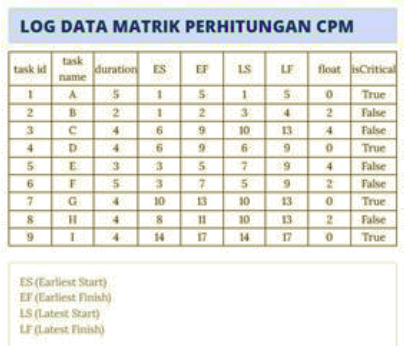 LOG DATA MATRIK PERHITUNGAN CPM
task id task name duration ES EF LS LF float isCritical
1 A 5 1 5 1 5 0 True
2 B 2 1 2 3 4 2 False
3 C 4 6 9 10 13 4 False
4 D 4 6 9 6 9 0 True
5 E 3 3 5 7 9 4 False
6 F 5 3 7 5 9 2 False
7 G 4 10 13 10 13 0 True
8 H 4 8 11 10 13 2 False
9 I 4 14 17 14 17 0 True
ES (Earliest Start)
EF (Earliest Finish)
LS (Latest Start)
LF (Latest Finish)